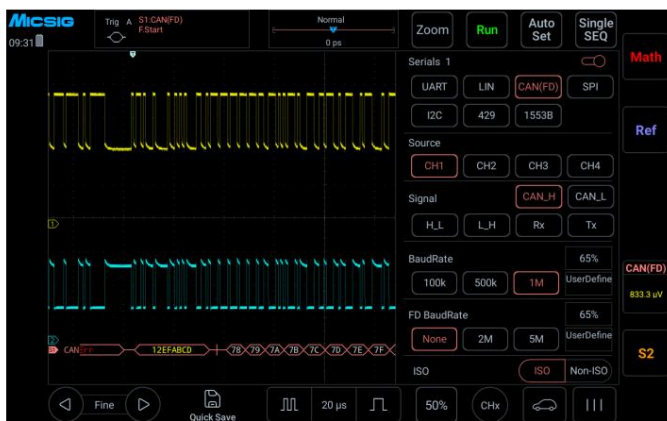 Micsig
09:31
Trig A S1:CAN(FD)
F.Start
Normal
0 ps
Zoom
Run
Auto Set
Single SEQ
Serials 1
UART LIN CAN(FD) SPI
I2C 429 1553B
Source
CH1 CH2 CH3 CH4
Signal CAN_H CAN_L
H_L L_H Rx Tx
BaudRate 65%
100k 500k 1M UserDefine
FD BaudRate 65%
None 2M 5M UserDefine
ISO ISO Non-ISO
Math
Ref
CAN(FD)
833.3 μV
S2
1
2
CAN 12EFABCD 78 79 7A 7B 7C 7D 7E 7F
Fine
Quick Save
20 μs
50%
CHx